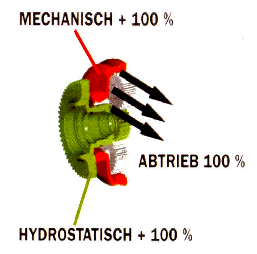 MECHANISCH + 100 %
ABTRIEB 100 %
HYDROSTATISCH + 100 %